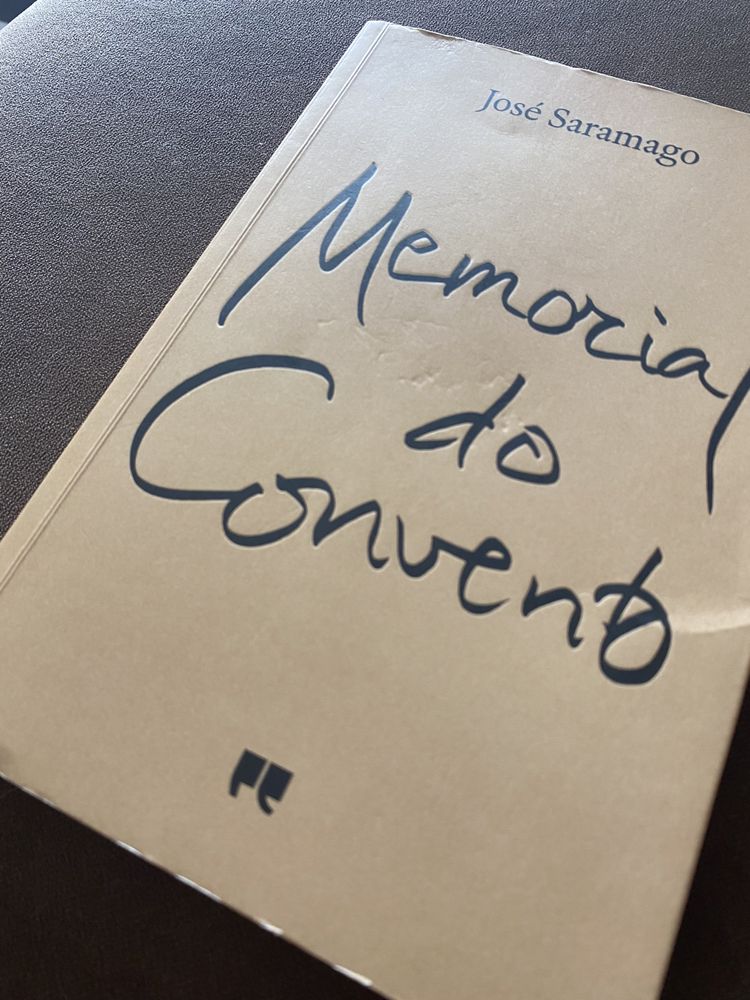 José Saramago
Memorial
do
Convento